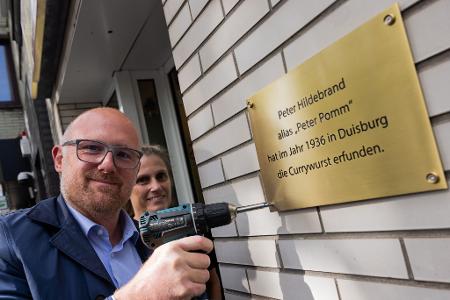 Peter Hildebrand
alias „Peter Pomm“
hat im Jahr 1936 in Duisburg
die Currywurst erfunden.